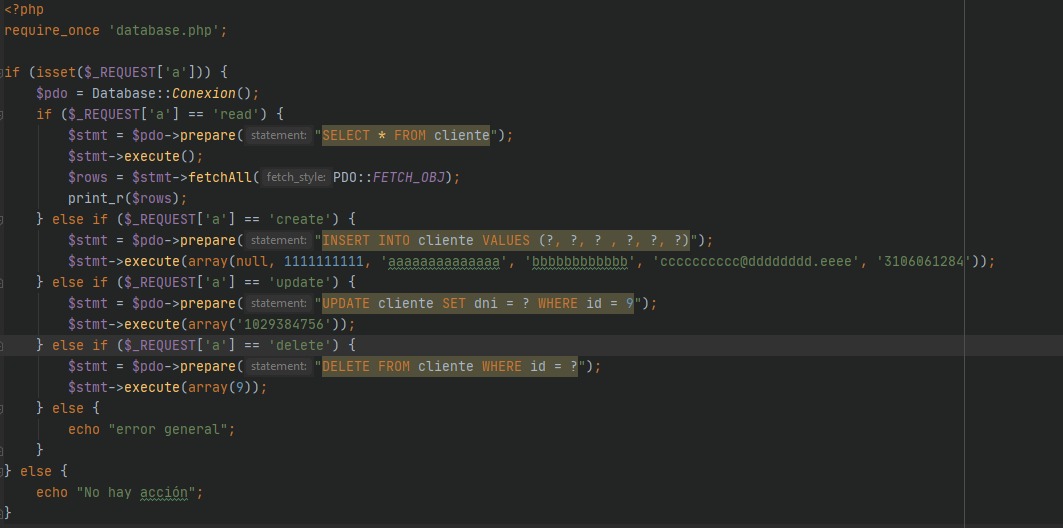 <?php
require_once 'database.php';
if (isset($_REQUEST['a'])) {
$pdo = Database::Conexion();
if ($_REQUEST['a'] == 'read') {
$stmt = $pdo->prepare( statement: "SELECT * FROM cliente");
$stmt->execute();
$rows = $stmt->fetchAll( fetch_style: PDO::FETCH_OBJ);
print_r($rows);
} else if ($_REQUEST['a'] == 'create') {
$stmt = $pdo->prepare( statement: "INSERT INTO cliente VALUES (?, ?, ? , ?, ?, ?)");
$stmt->execute(array(null, 1111111111, 'aaaaaaaaaaaaaa', 'bbbbbbbbbbbb', 'cccccccccc@dddddddd.eeee', '3106061284'));
} else if ($_REQUEST['a'] == 'update') {
$stmt = $pdo->prepare( statement: "UPDATE cliente SET dni = ? WHERE id = 9");
$stmt->execute(array('1029384756'));
} else if ($_REQUEST['a'] == 'delete') {
$stmt = $pdo->prepare( statement: "DELETE FROM cliente WHERE id = ?");
$stmt->execute(array(9));
} else {
echo "error general";
}
} else {
echo "No hay acción";
}